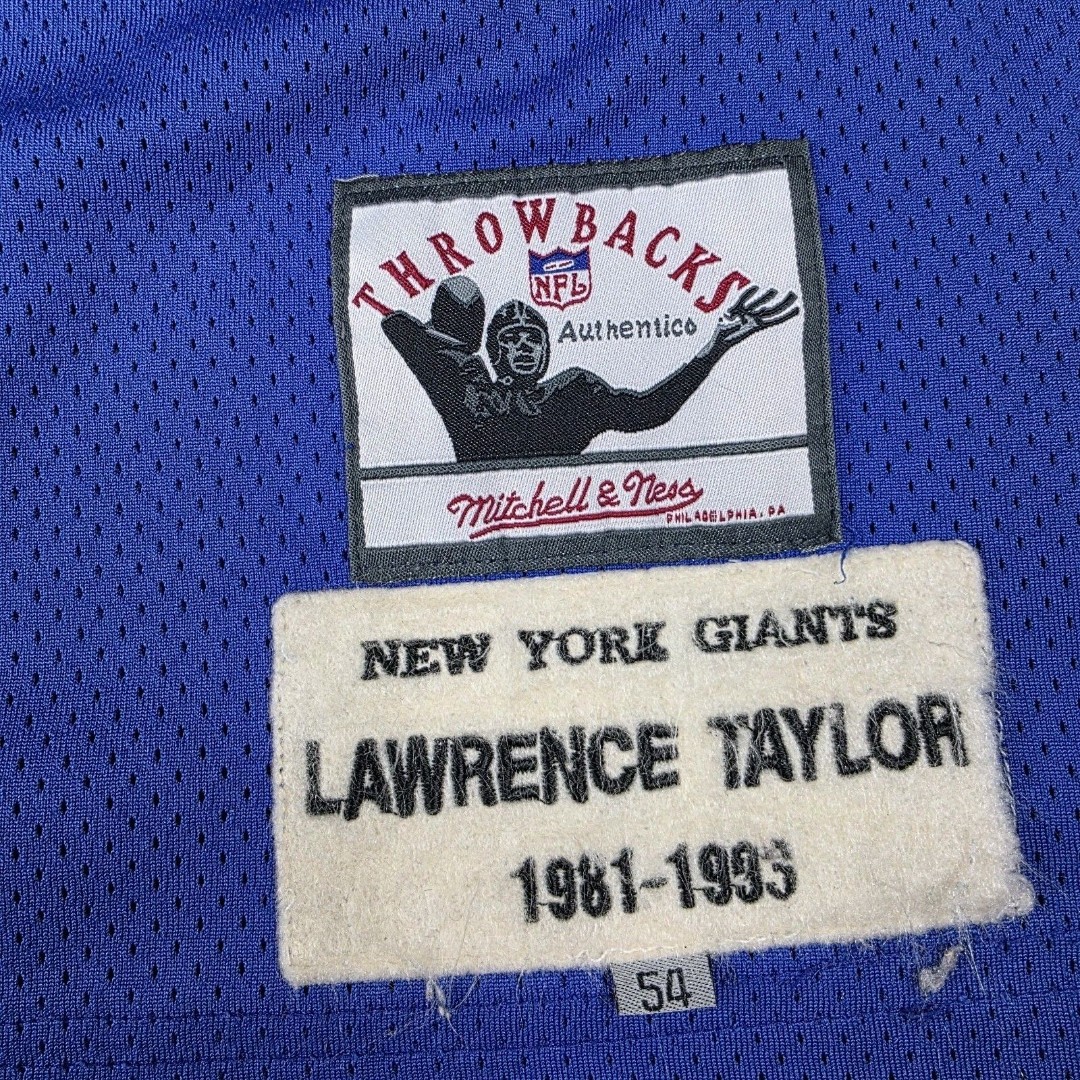 THROWBACKS
NFL
Authentico
Mitchell & Ness
PHILADELPHIA. PA
NEW YORK GIANTS
LAWRENCE TAYLOR
1981-1993
54